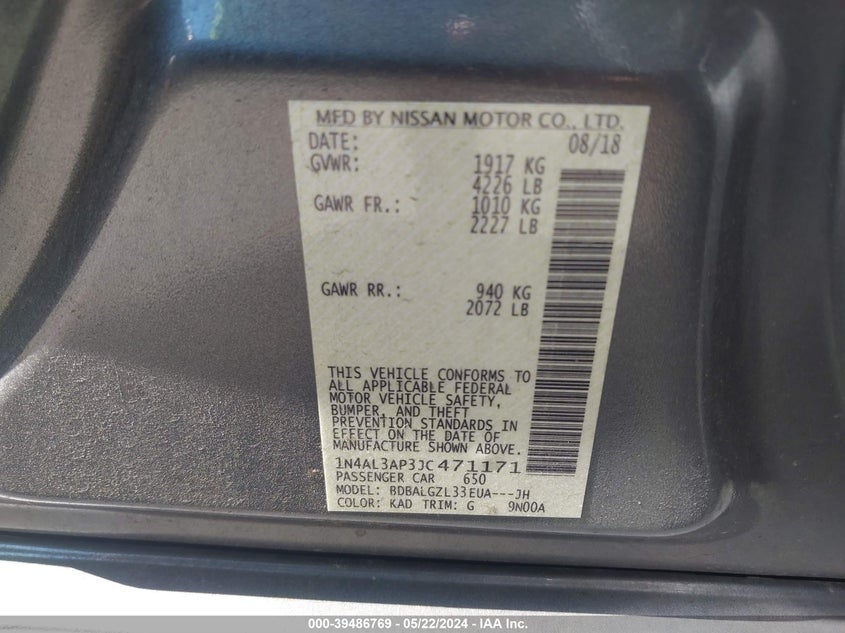 MFD BY NISSAN MOTOR CO., LTD.
DATE: 08/18
GVWR: 1917 KG
4226 LB
GAWR FR.: 1010 KG
2227 LB
GAWR RR.: 940 KG
2072 LB
THIS VEHICLE CONFORMS TO
ALL APPLICABLE FEDERAL
MOTOR VEHICLE SAFETY,
BUMPER, AND THEFT
PREVENTION STANDARDS IN
EFFECT ON THE DATE OF
MANUFACTURE SHOWN ABOVE.
1N4AL3AP3JC471171
PASSENGER CAR 650
MODEL: BDBALGZL33EUA---JH
COLOR: KAD TRIM: G 9N00A
000-39486769 - 05/22/2024 - IAA Inc.